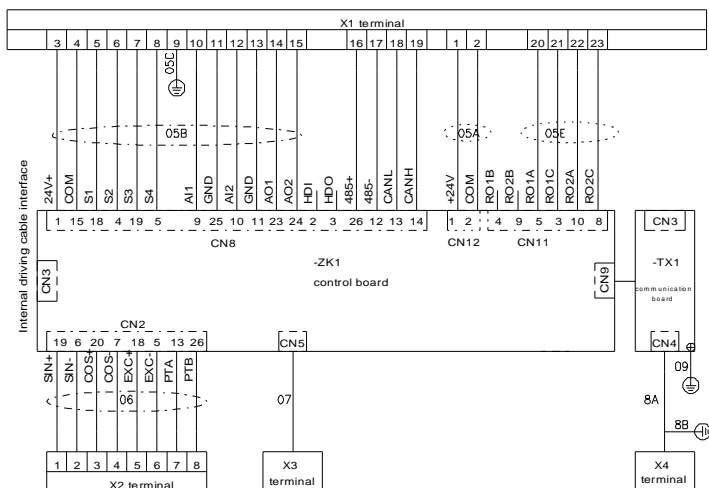 X1 terminal
3 4 5 6 7 8 9 10 11 12 13 14 15 16 17 18 19 1 2 20 21 22 23
05C
05B 05A 05E
24V+ COM S1 S2 S3 S4 AI1 GND AI2 GND AO1 AO2 HDI HDO 485+ 485- CANL CANH +24V COM RO1B RO2B RO1A RO1C RO2A RO2C
1 15 18 4 19 5 9 25 10 11 23 24 2 3 26 12 13 14 1 2 4 9 5 3 10 8
CN8 CN12 CN11
Internal driving cable interface
CN3
-ZK1
control board
CN9
CN3
-TX1
communication
board
CN4
CN2
19 6 20 7 18 5 13 26
CN5
SIN+ SIN- COS+ COS- EXC+ EXC- PTA PTB
06
07
09
8A
8B
1 2 3 4 5 6 7 8
X2 terminal
X3
terminal
X4
terminal